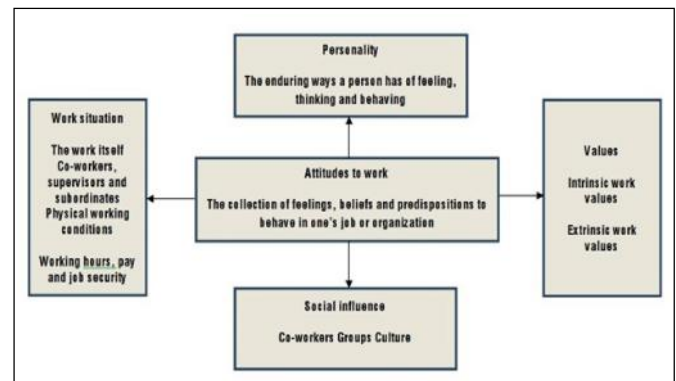 Personality
The enduring ways a person has of feeling,
thinking and behaving
Work situation
The work itself
Co-workers,
supervisors and
subordinates
Physical working
conditions
Working hours, pay
and job security
Attitudes to work
The collection of feelings, beliefs and predispositions to
behave in one's job or organization
Values
Intrinsic work
values
Extrinsic work
values
Social influence
Co-workers Groups Culture